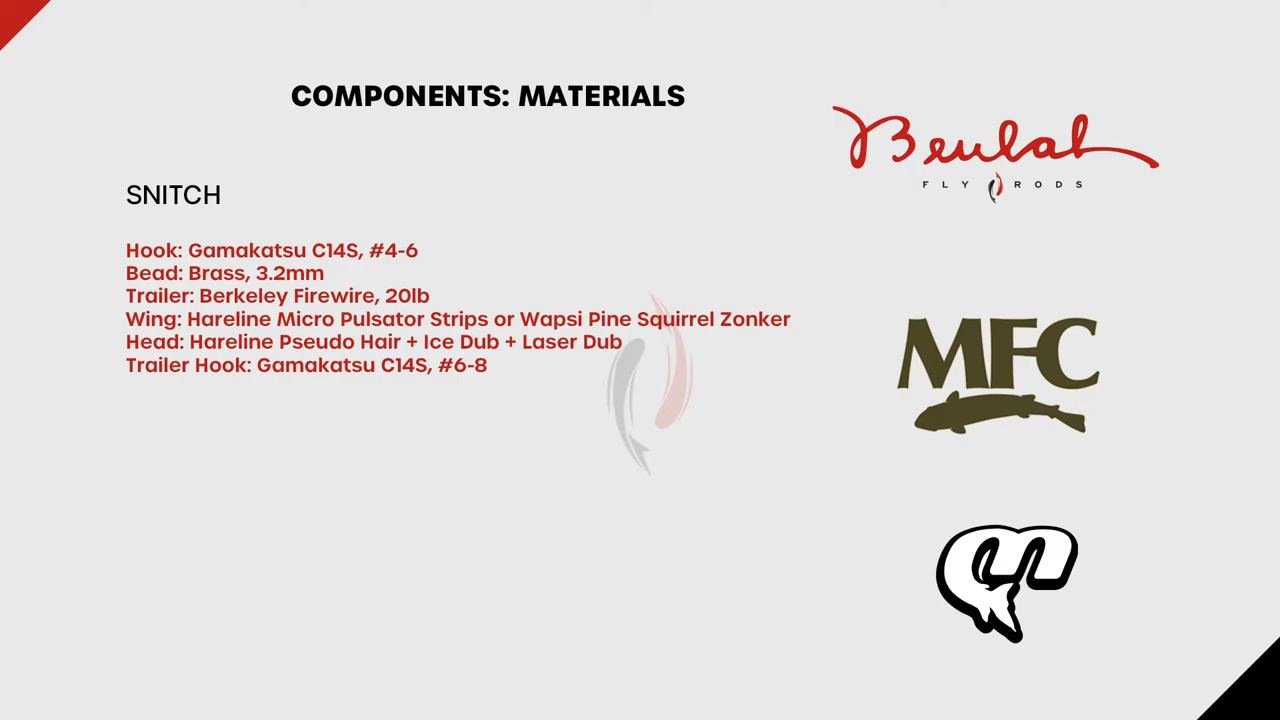 COMPONENTS: MATERIALS
Beulah
FLY RODS
SNITCH
Hook: Gamakatsu C14S, #4-6
Bead: Brass, 3.2mm
Trailer: Berkeley Firewire, 20lb
Wing: Hareline Micro Pulsator Strips or Wapsi Pine Squirrel Zonker
Head: Hareline Pseudo Hair + Ice Dub + Laser Dub
Trailer Hook: Gamakatsu C14S, #6-8
MFC